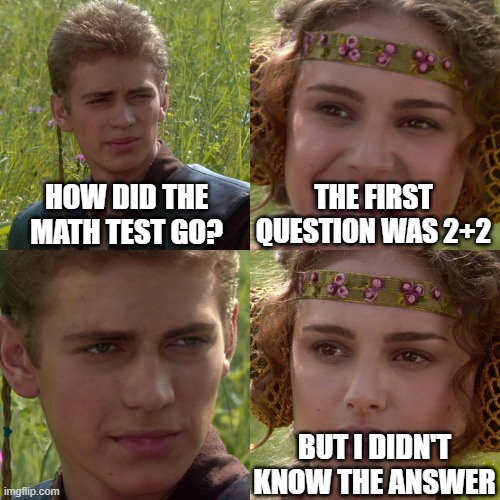 HOW DID THE
MATH TEST GO?
THE FIRST
QUESTION WAS 2+2
BUT I DIDN'T
KNOW THE ANSWER
imgflip.com